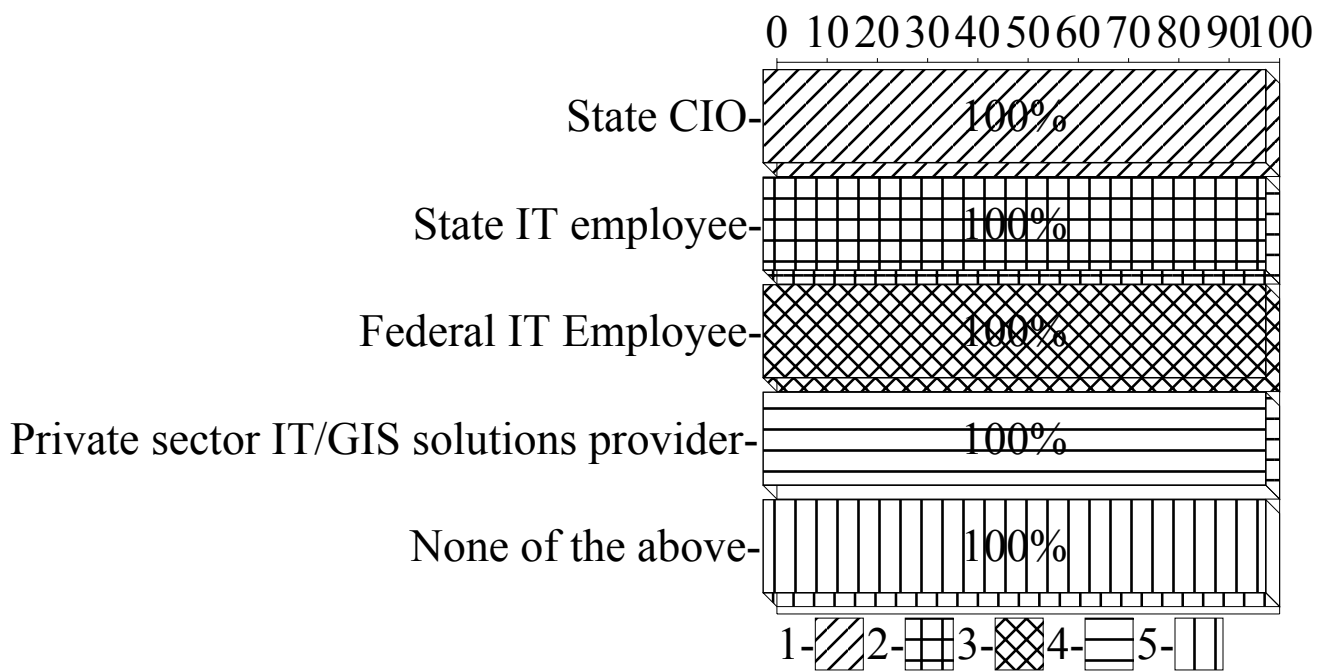 0 10 20 30 40 50 60 70 80 90 100
State CIO- 100%
State IT employee- 100%
Federal IT Employee- 100%
Private sector IT/GIS solutions provider- 100%
None of the above- 100%
1- 2- 3- 4- 5-